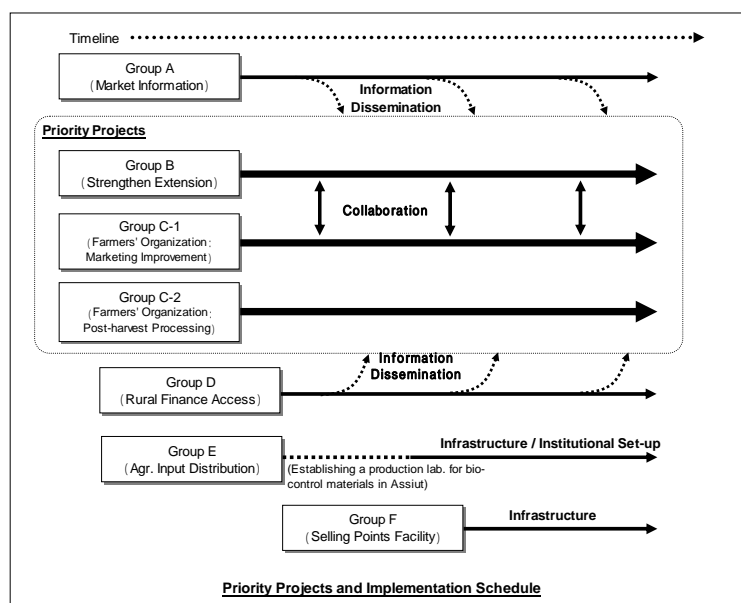 Timeline
Group A
(Market Information)
Information
Dissemination
Priority Projects
Group B
(Strengthen Extension)
Collaboration
Group C-1
(Farmers' Organization:
Marketing Improvement)
Group C-2
(Farmers' Organization:
Post-harvest Processing)
Information
Dissemination
Group D
(Rural Finance Access)
Infrastructure / Institutional Set-up
Group E
(Agr. Input Distribution)
(Establishing a production lab. for bio-
control materials in Assiut)
Group F
(Selling Points Facility)
Infrastructure
Priority Projects and Implementation Schedule